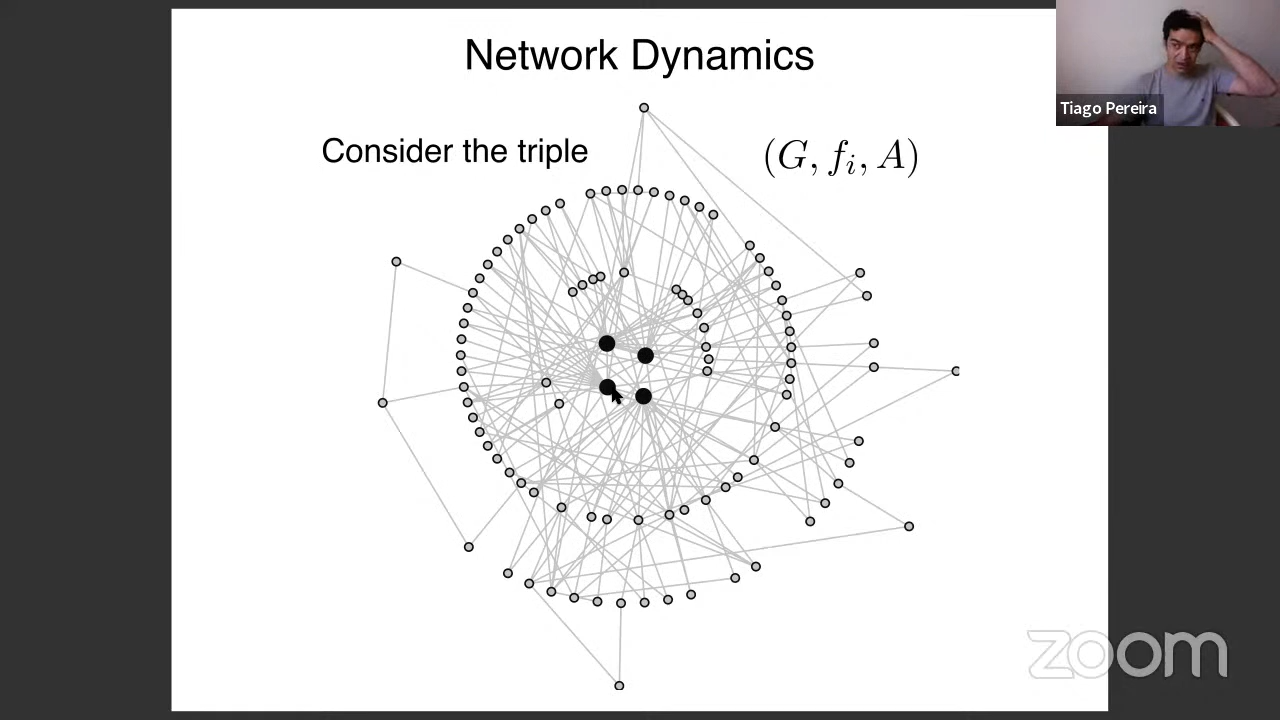 Network Dynamics
Consider the triple
(G, f_i, A)
Tiago Pereira
zoom